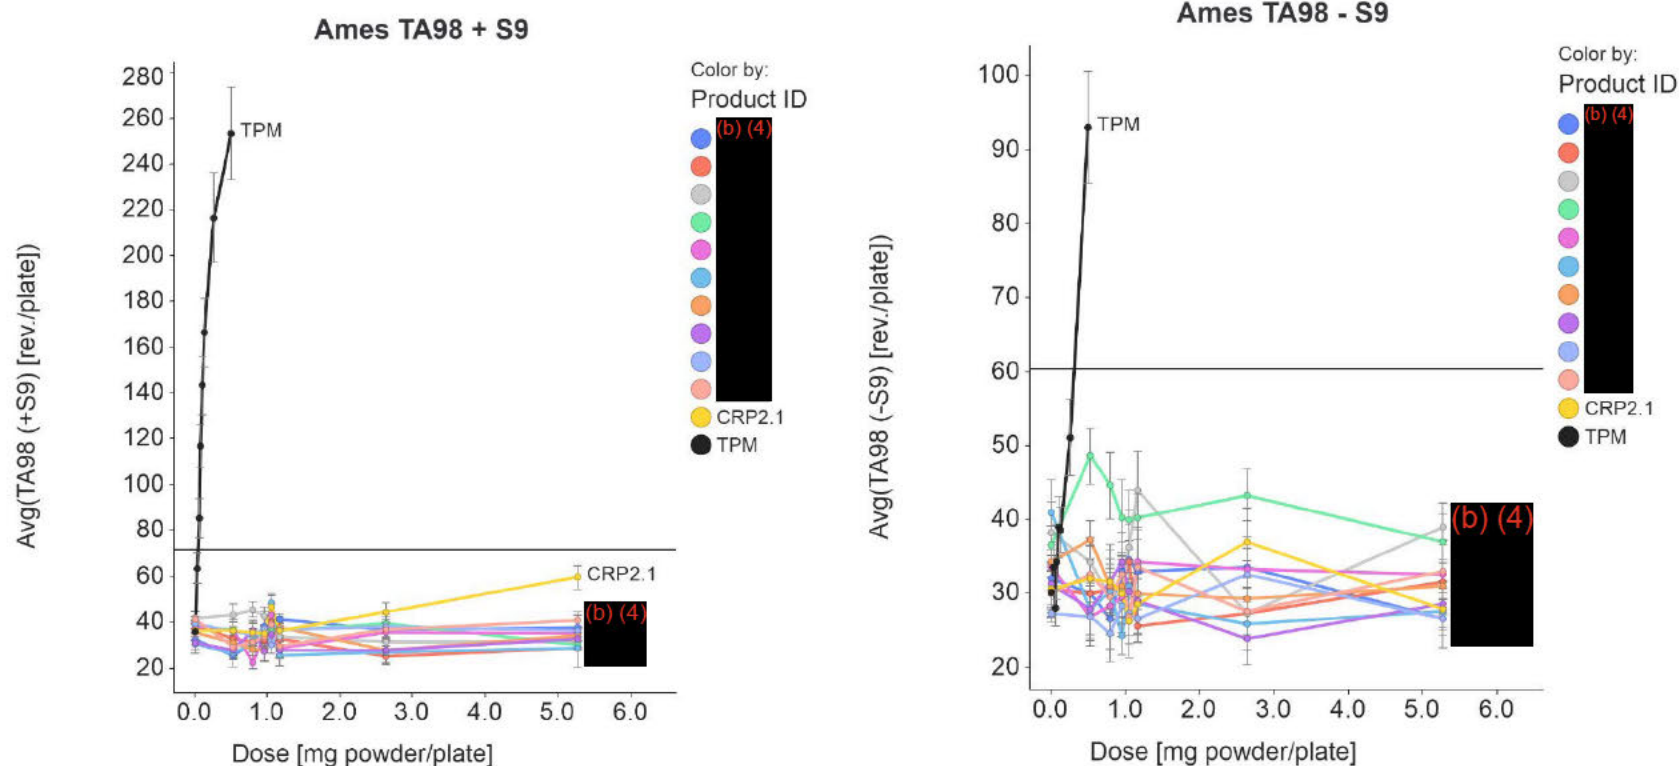 Ames TA98 + S9
Avg(TA98 (+S9) [rev./plate])
280
260
240
220
200
180
160
140
120
100
80
60
40
20
TPM
CRP2.1
(b) (4)
0.0 1.0 2.0 3.0 4.0 5.0 6.0
Dose [mg powder/plate]
Color by:
Product ID
(b) (4)
CRP2.1
TPM
Ames TA98 - S9
Avg(TA98 (-S9) [rev./plate])
100
90
80
70
60
50
40
30
20
TPM
(b) (4)
0.0 1.0 2.0 3.0 4.0 5.0 6.0
Dose [mg powder/plate]
Color by:
Product ID
(b) (4)
CRP2.1
TPM